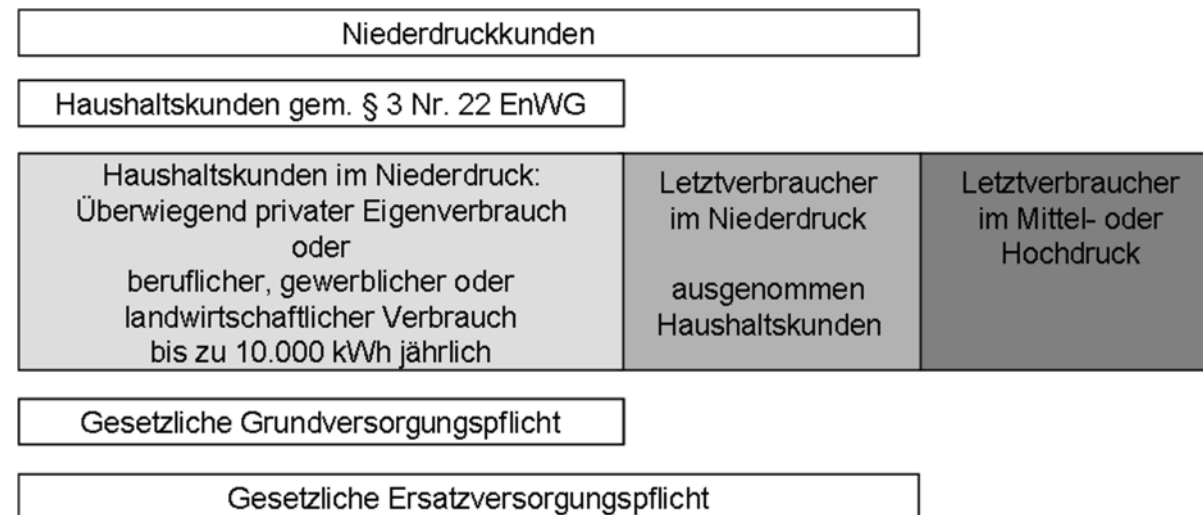 Niederdruckkunden
Haushaltskunden gem. § 3 Nr. 22 EnWG
Haushaltskunden im Niederdruck:
Überwiegend privater Eigenverbrauch
oder
beruflicher, gewerblicher oder
landwirtschaftlicher Verbrauch
bis zu 10.000 kWh jährlich
Letztverbraucher
im Niederdruck
ausgenommen
Haushaltskunden
Letztverbraucher
im Mittel- oder
Hochdruck
Gesetzliche Grundversorgungspflicht
Gesetzliche Ersatzversorgungspflicht